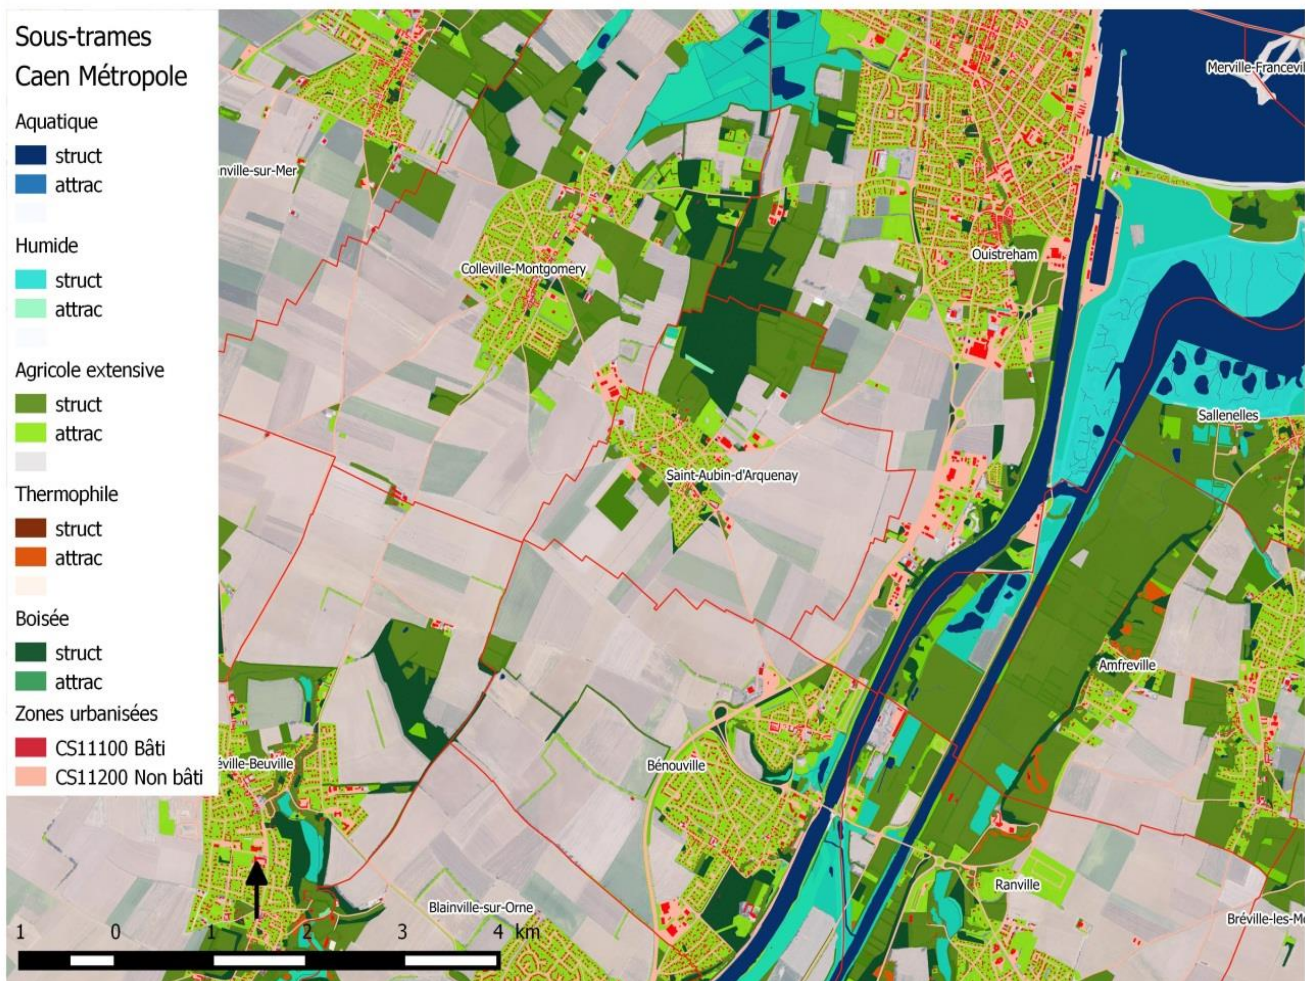 Sous-trames
Caen Métropole
Aquatique
struct
attrac
Humide
struct
attrac
Agricole extensive
struct
attrac
Thermophile
struct
attrac
Boisée
struct
attrac
Zones urbanisées
CS11100 Bâti
CS11200 Non bâti
Merville-Francevil
nville-sur-Mer
Colleville-Montgomery
Ouistreham
Sallenelles
Saint-Aubin-d'Arquenay
Amfreville
éville-Beuville
Bénouville
Ranville
Blainville-sur-Orne
Bréville-les-Mo
1 0 1 2 3 4 km